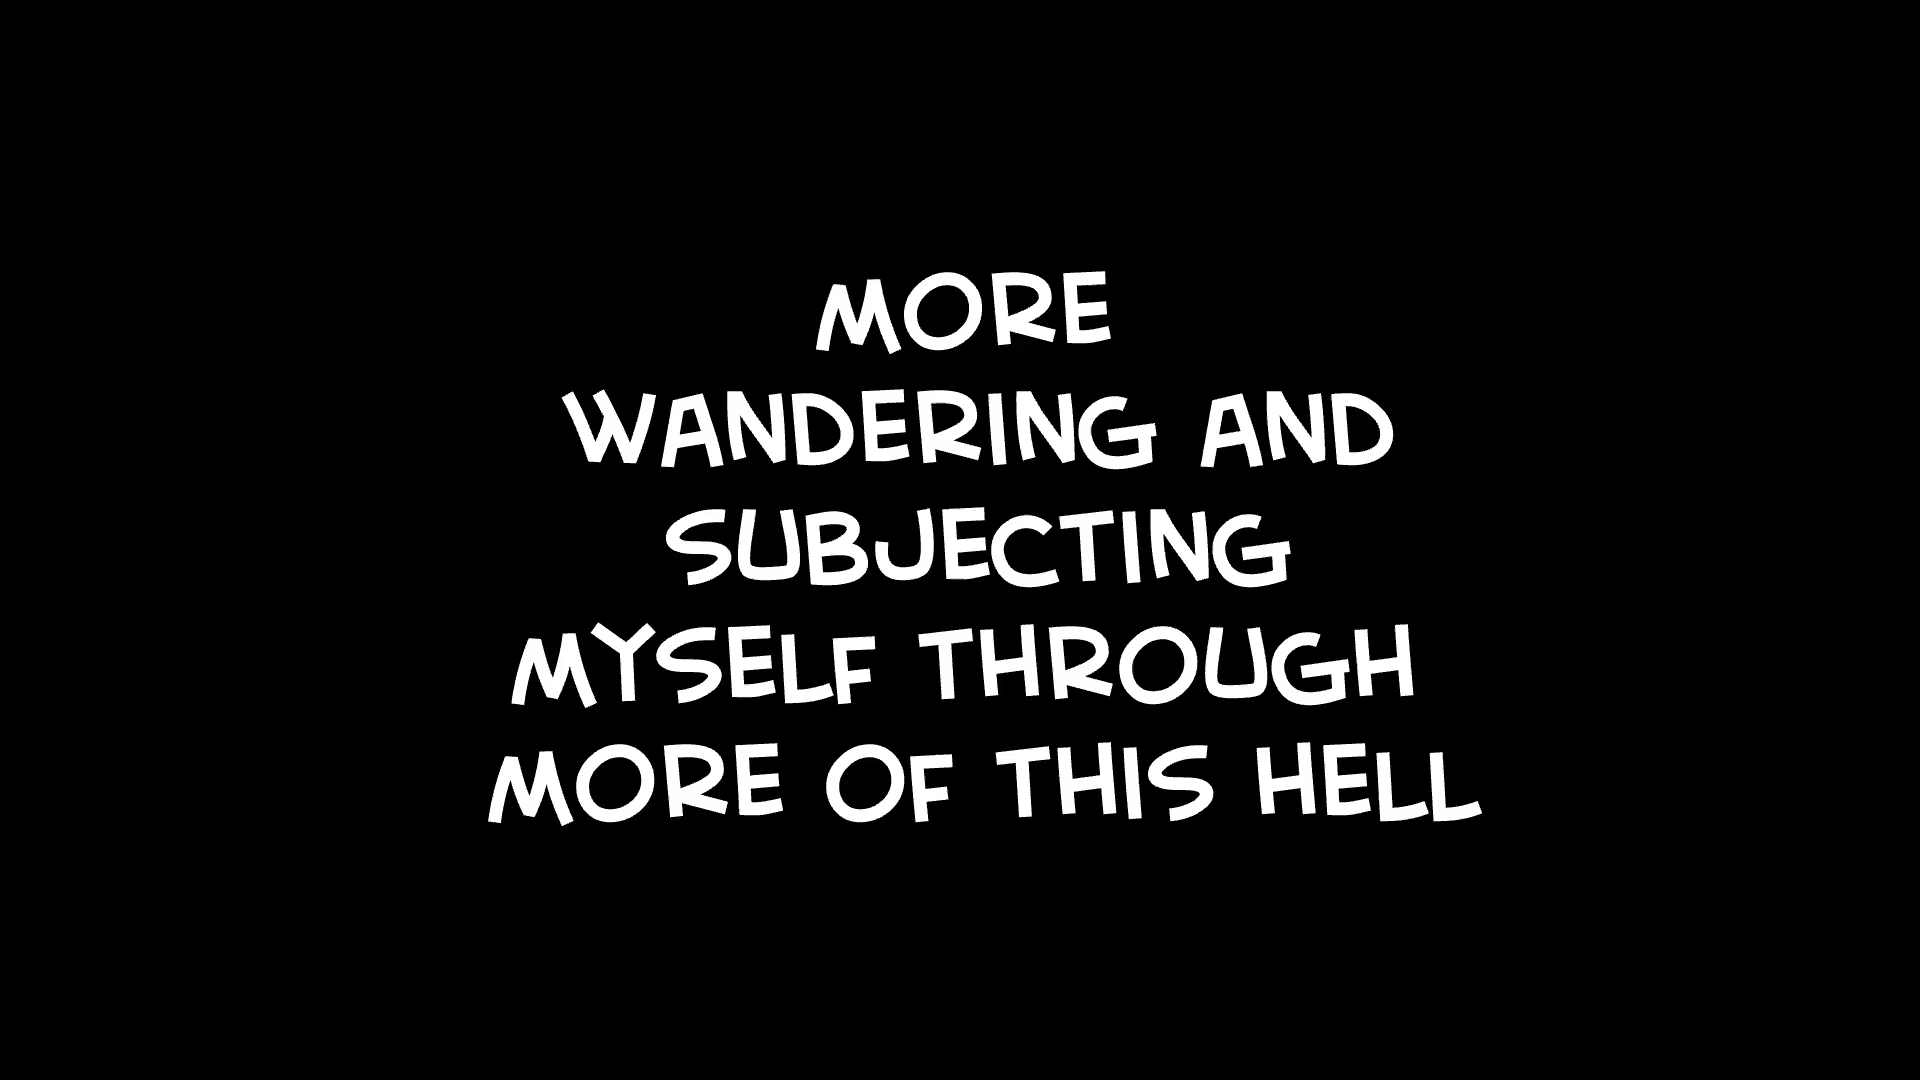 MORE
WANDERING AND
SUBJECTING
MYSELF THROUGH
MORE OF THIS HELL